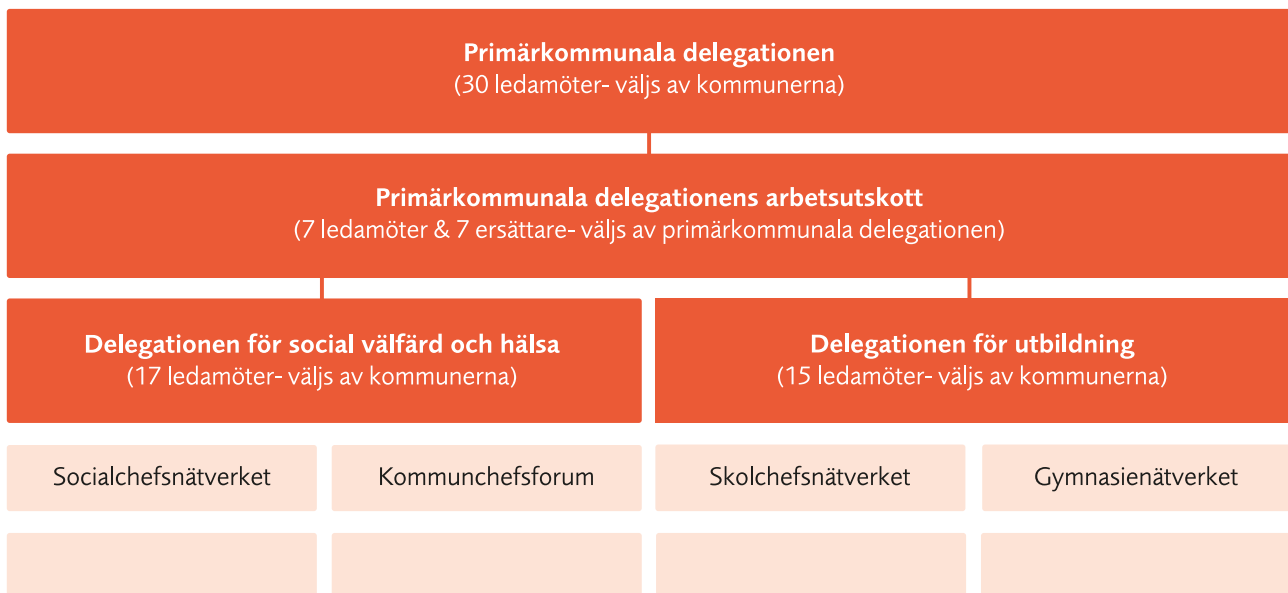 Primärkommunala delegationen
(30 ledamöter- väljs av kommunerna)
Primärkommunala delegationens arbetsutskott
(7 ledamöter & 7 ersättare- väljs av primärkommunala delegationen)
Delegationen för social välfärd och hälsa
(17 ledamöter- väljs av kommunerna)
Delegationen för utbildning
(15 ledamöter- väljs av kommunerna)
Socialchefsnätverket
Kommunchefsforum
Skolchefsnätverket
Gymnasienätverket